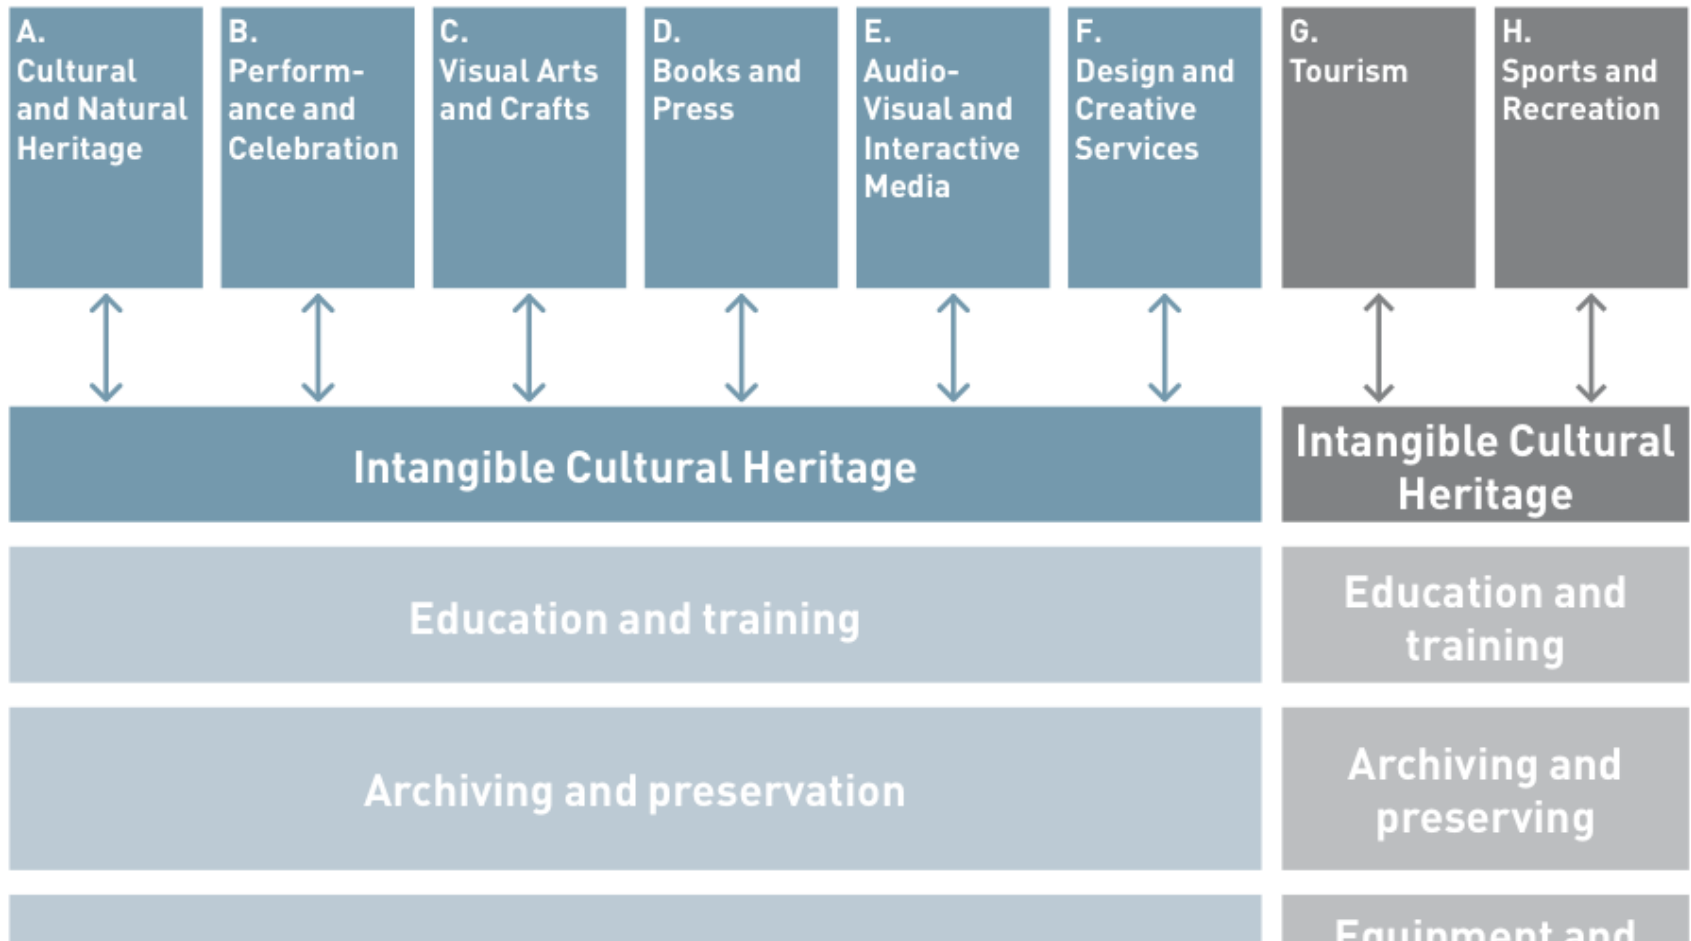 A.
Cultural
and Natural
Heritage
B.
Perform-
ance and
Celebration
C.
Visual Arts
and Crafts
D.
Books and
Press
E.
Audio-
Visual and
Interactive
Media
F.
Design and
Creative
Services
G.
Tourism
H.
Sports and
Recreation
Intangible Cultural Heritage
Intangible Cultural
Heritage
Education and training
Education and
training
Archiving and preservation
Archiving and
preserving
Equipment and